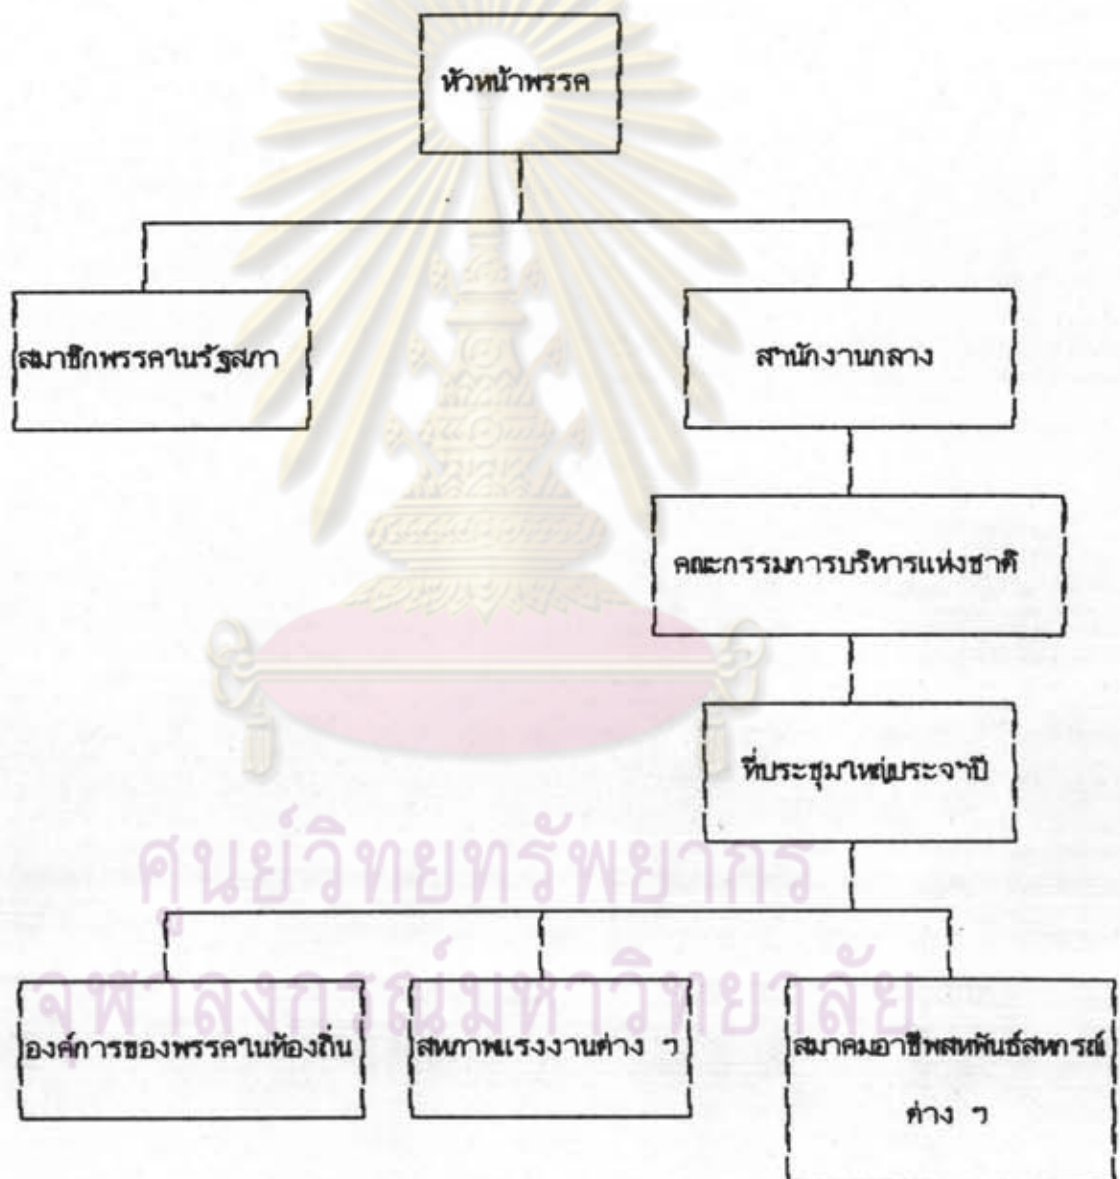 หัวหน้าพรรค
สมาชิกพรรคในรัฐสภา
สำนักงานกลาง
คณะกรรมการบริหารแห่งชาติ
ที่ประชุมใหญ่ประจำปี
ศูนย์วิทยทรัพยากร
จุฬาลงกรณ์มหาวิทยาลัย
องค์การของพรรคในท้องถิ่น
สหภาพแรงงานต่าง ๆ
สมาคมอาชีพสหพันธ์สหกรณ์
ต่าง ๆ